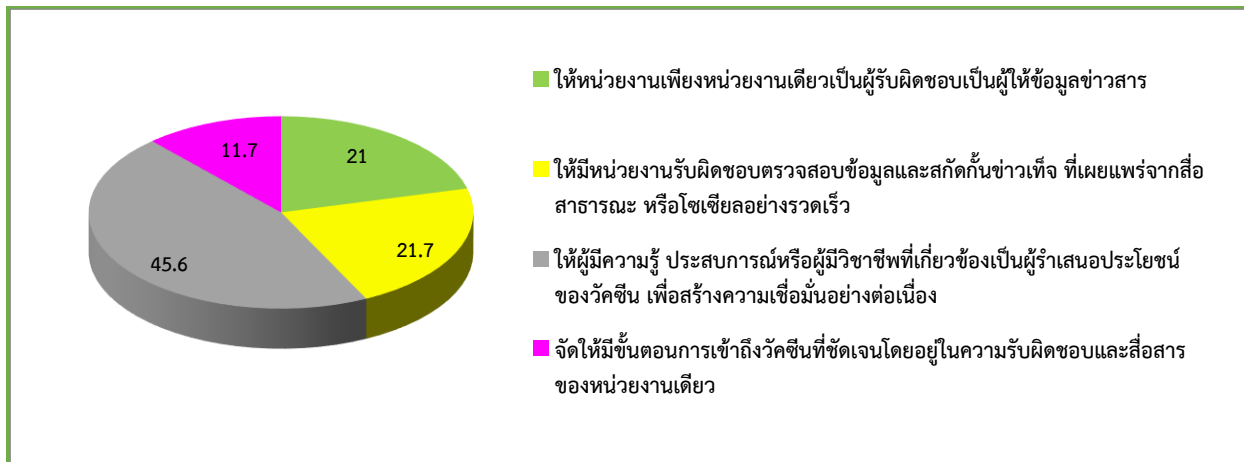 ให้หน่วยงานเพียงหน่วยงานเดียวเป็นผู้รับผิดชอบเป็นผู้ให้ข้อมูลข่าวสาร
11.7
21
ให้มีหน่วยงานรับผิดชอบตรวจสอบข้อมูลและสกัดกั้นข่าวเท็จ ที่เผยแพร่จากสื่อ
สาธารณะ หรือโซเซียลอย่างรวดเร็ว
21.7
45.6
ให้ผู้มีความรู้ ประสบการณ์หรือผู้มีวิชาชีพที่เกี่ยวข้องเป็นผู้รำเสนอประโยชน์
ของวัคซีน เพื่อสร้างความเชื่อมั่นอย่างต่อเนื่อง
จัดให้มีขั้นตอนการเข้าถึงวัคซีนที่ชัดเจนโดยอยู่ในความรับผิดชอบและสื่อสาร
ของหน่วยงานเดียว